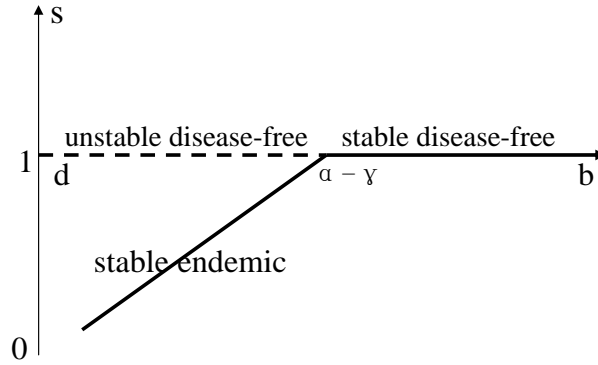 s
unstable disease-free stable disease-free
1
d
α – γ
b
stable endemic
0